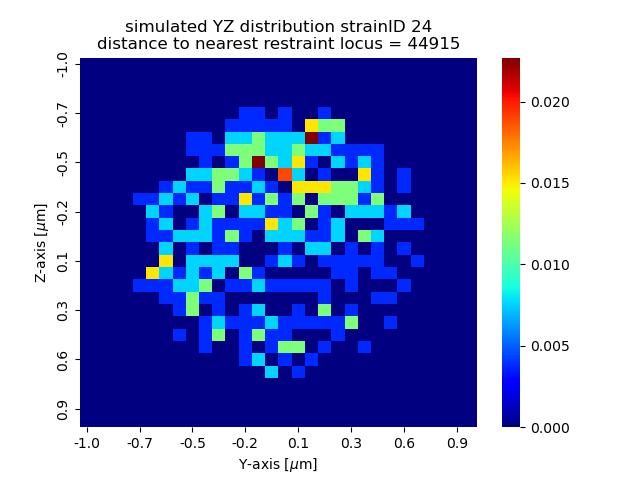 simulated YZ distribution strainID 24
distance to nearest restraint locus = 44915
-1.0
-0.7
-0.5
-0.2
0.1
0.3
0.6
0.9
Z-axis [μm]
-1.0 -0.7 -0.5 -0.2 0.1 0.3 0.6 0.9
Y-axis [μm]
0.020
0.015
0.010
0.005
0.000